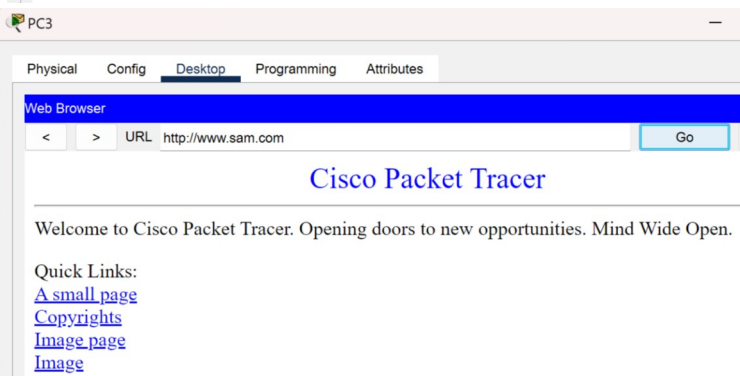 PC3
Physical Config Desktop Programming Attributes
Web Browser
< > URL http://www.sam.com Go
Cisco Packet Tracer
Welcome to Cisco Packet Tracer. Opening doors to new opportunities. Mind Wide Open.
Quick Links:
A small page
Copyrights
Image page
Image